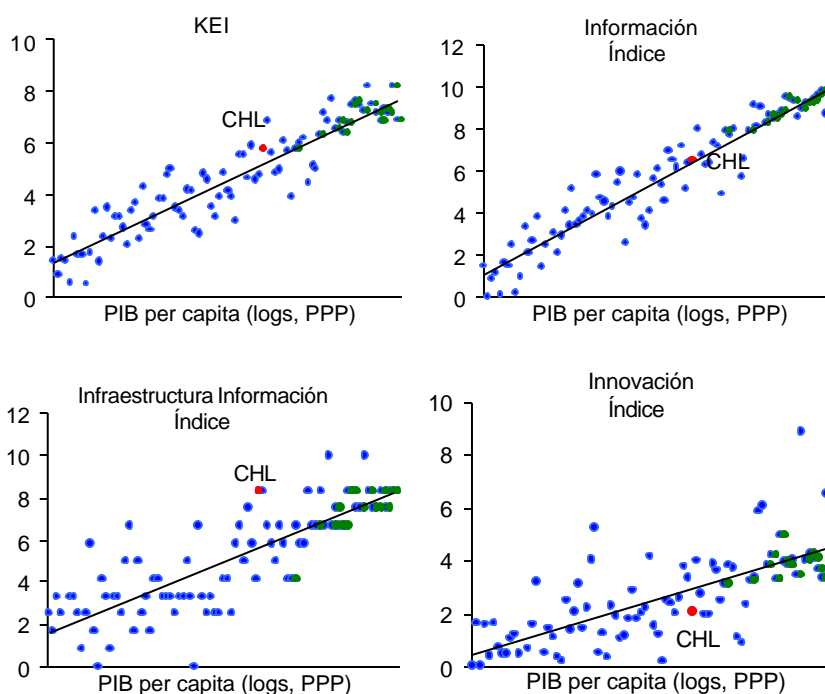 KEI
10
8
6
4
2
0
CHL
PIB per capita (logs, PPP)
Información
Índice
12
10
8
6
4
2
0
CHL
PIB per capita (logs, PPP)
Infraestructura Información
Índice
12
10
8
6
4
2
0
CHL
PIB per capita (logs, PPP)
Innovación
Índice
10
8
6
4
2
0
CHL
PIB per capita (logs, PPP)